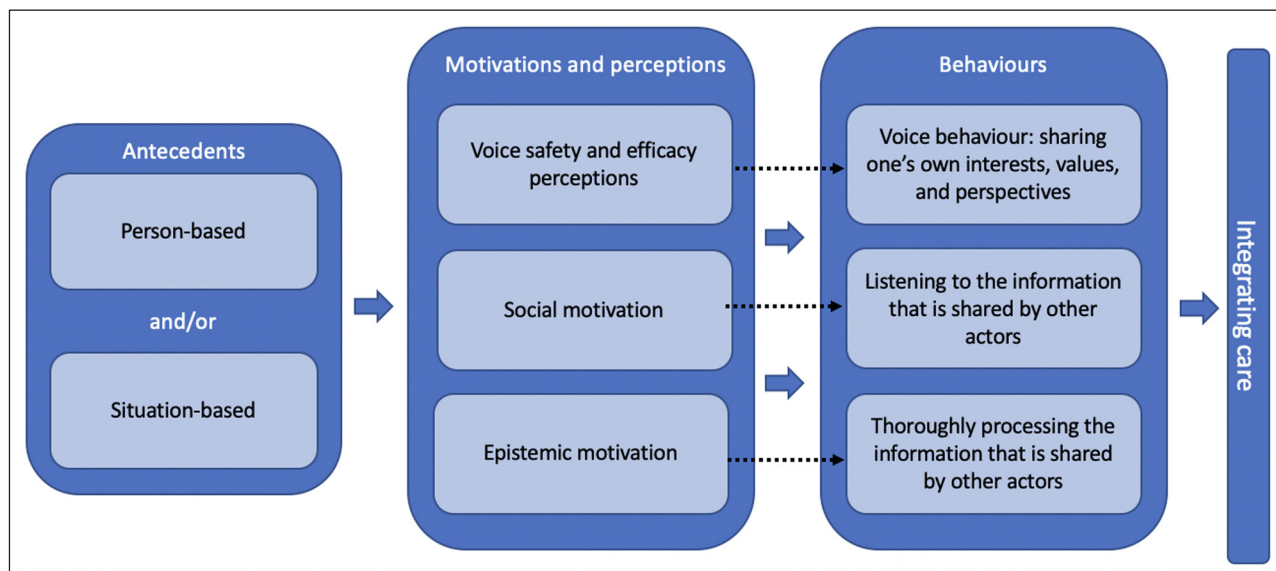 Antecedents
Person-based
and/or
Situation-based
Motivations and perceptions
Voice safety and efficacy
perceptions
Social motivation
Epistemic motivation
Behaviours
Voice behaviour: sharing
one’s own interests, values,
and perspectives
Listening to the information
that is shared by other
actors
Thoroughly processing the
information that is shared
by other actors
Integrating care